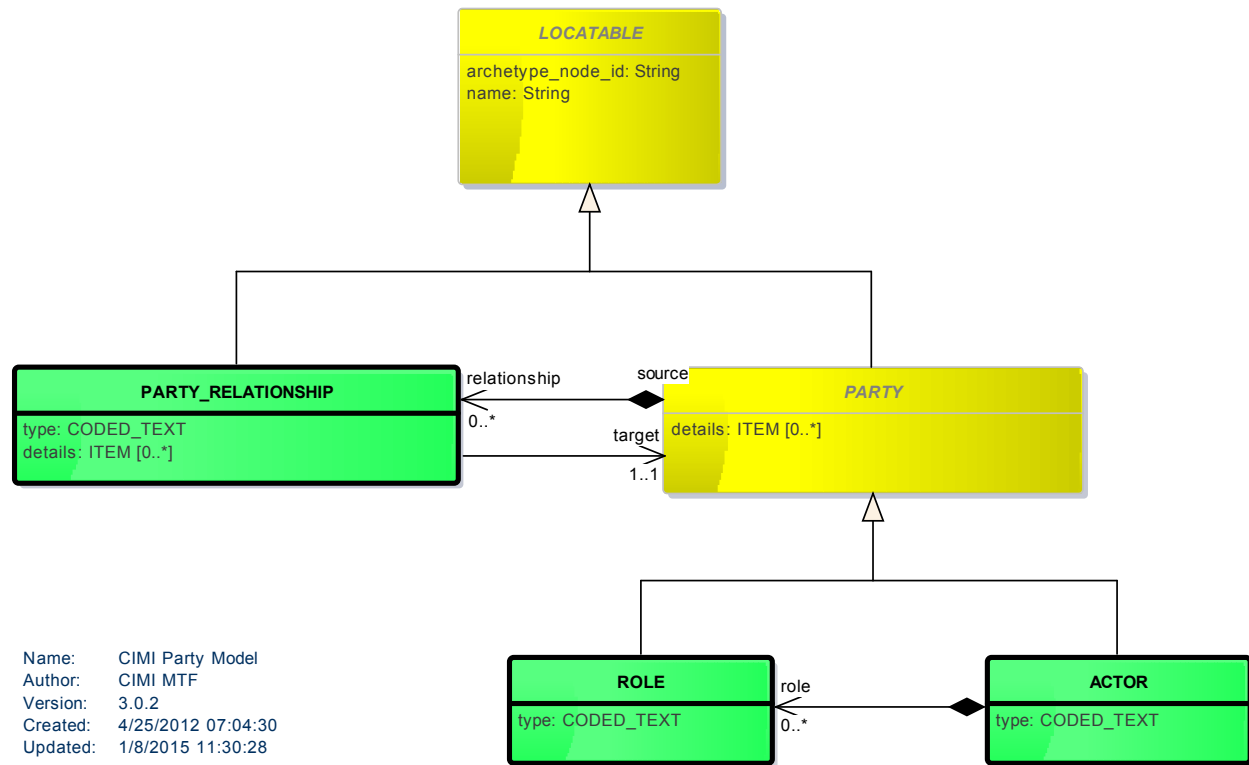 LOCATABLE
archetype_node_id: String
name: String
PARTY_RELATIONSHIP
type: CODED_TEXT
details: ITEM [0..*]
relationship
0..*
source
target
1..1
PARTY
details: ITEM [0..*]
Name: CIMI Party Model
Author: CIMI MTF
Version: 3.0.2
Created: 4/25/2012 07:04:30
Updated: 1/8/2015 11:30:28
ROLE
type: CODED_TEXT
role
0..*
ACTOR
type: CODED_TEXT